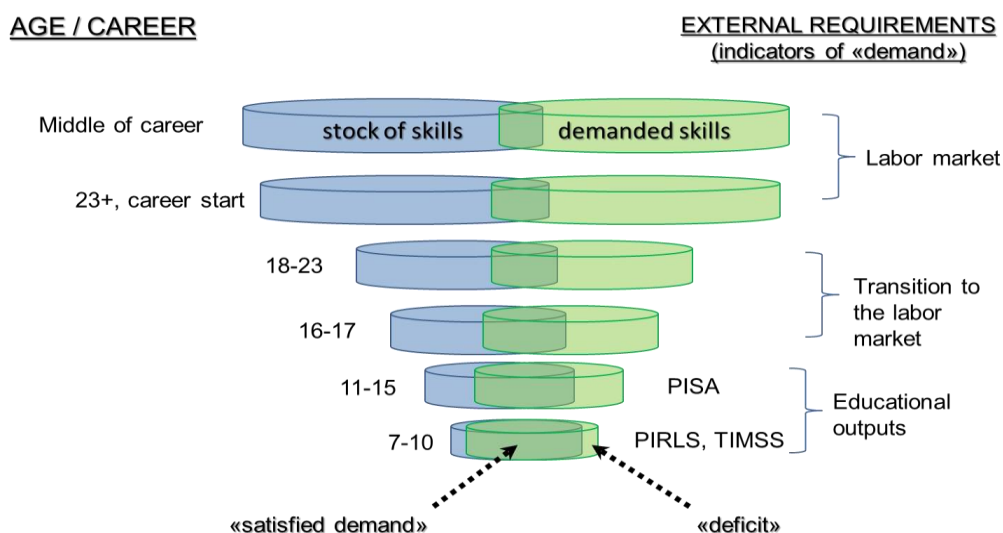 AGE / CAREER
EXTERNAL REQUIREMENTS
(indicators of «demand»)
Middle of career
stock of skills
demanded skills
Labor market
23+, career start
18-23
Transition to
the labor
market
16-17
11-15
PISA
Educational
outputs
7-10
PIRLS, TIMSS
«satisfied demand»
«deficit»